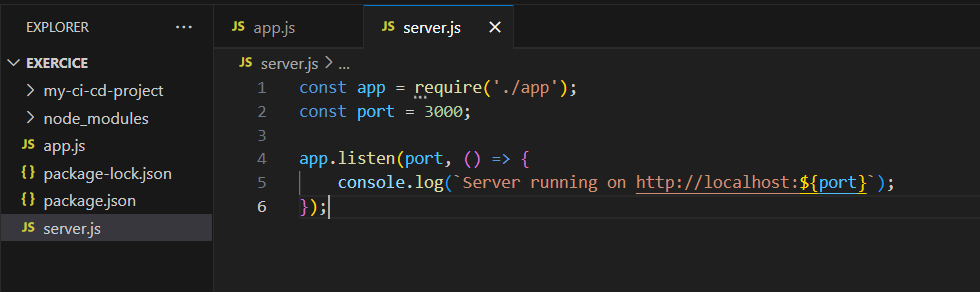 EXPLORER ...
EXERCICE
my-ci-cd-project
node_modules
JS app.js
{} package-lock.json
{} package.json
JS server.js
JS app.js JS server.js
JS server.js > ...
1 const app = require('./app');
2 const port = 3000;
3
4 app.listen(port, () => {
5     console.log(`Server running on http://localhost:${port}`);
6 });